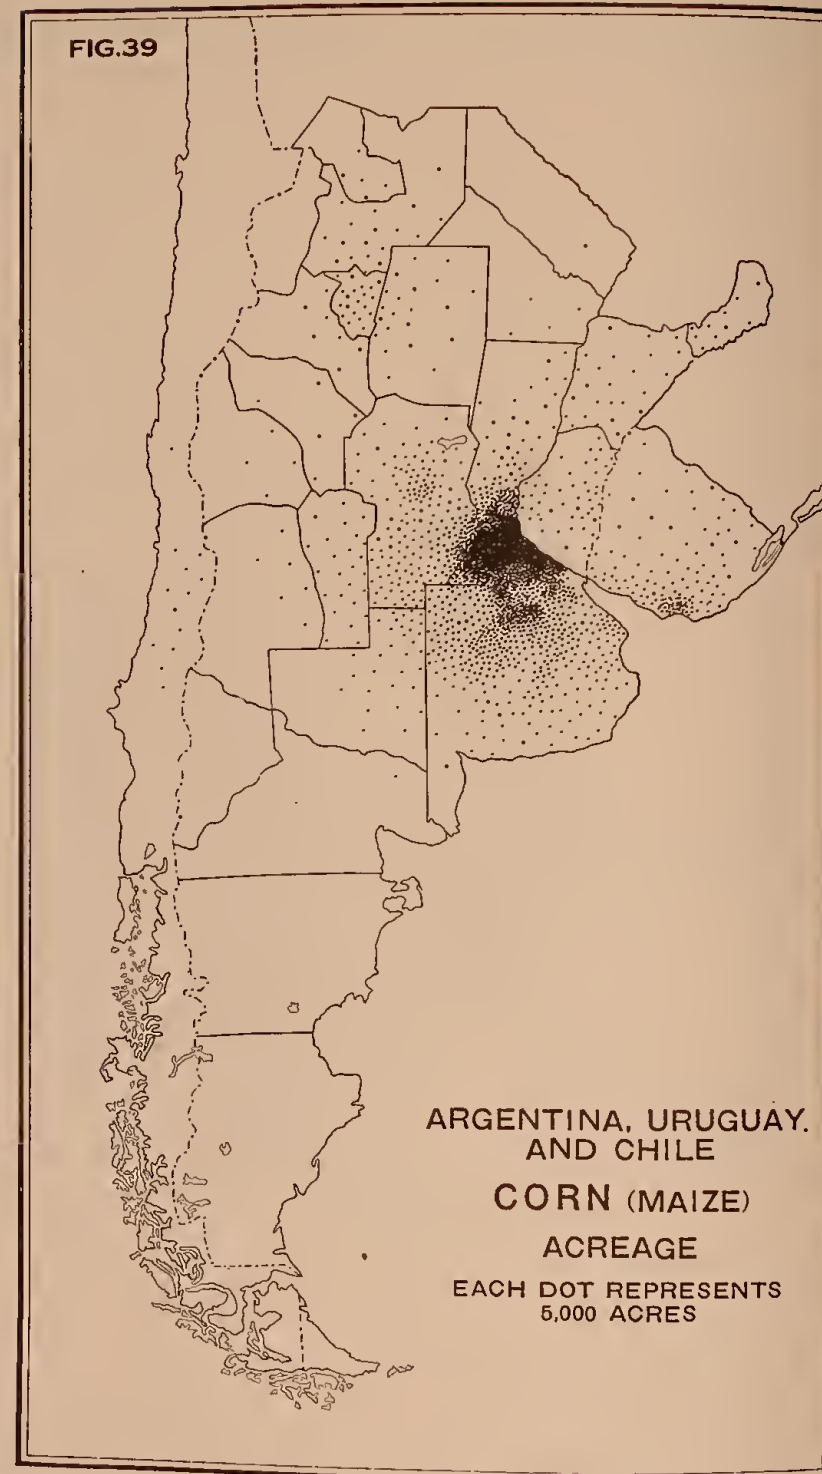 FIG.39
ARGENTINA, URUGUAY.
AND CHILE
CORN (MAIZE)
ACREAGE
EACH DOT REPRESENTS
5,000 ACRES